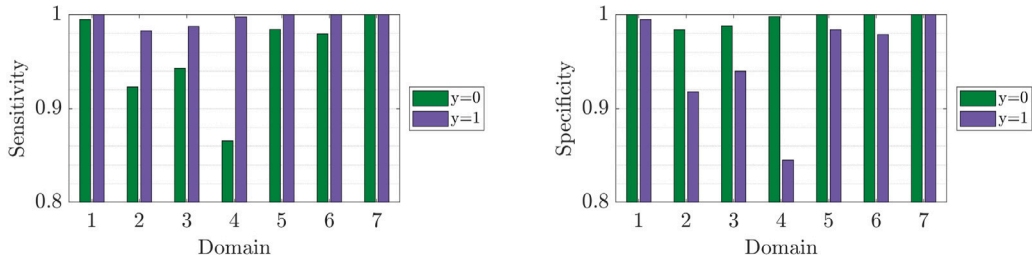 1
0.9
0.8
Sensitivity
1 2 3 4 5 6 7
Domain
y=0
y=1
1
0.9
0.8
Specificity
1 2 3 4 5 6 7
Domain
y=0
y=1